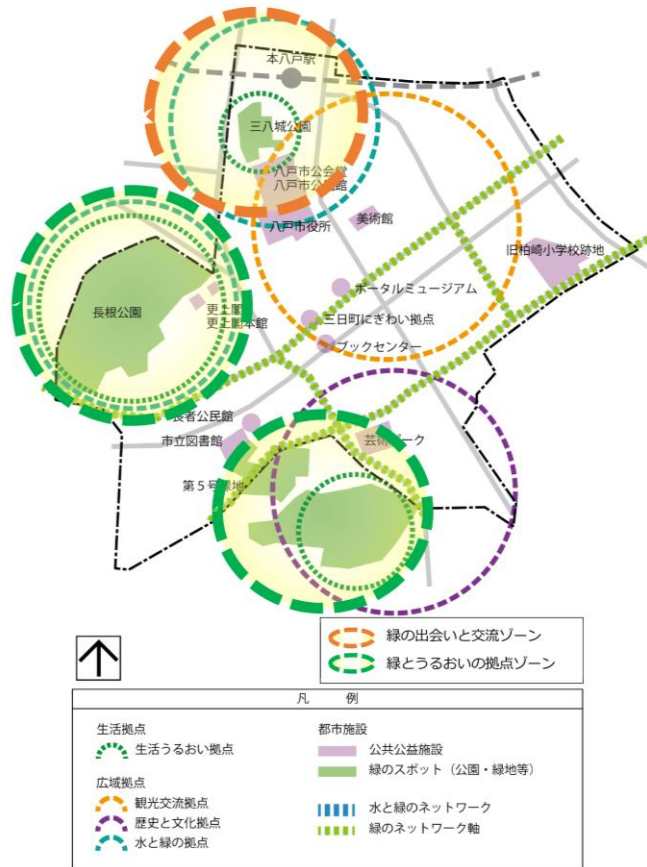 本八戸駅
三八城公園
八戸市公会堂
八戸市公民館
八戸市役所
美術館
旧柏崎小学校跡地
ポータルミュージアム
長根公園
更上閣
更上閣本館
三日町にぎわい拠点
ブックセンター
長者公民館
市立図書館
芸術パーク
第５号緑地
緑の出会いと交流ゾーン
緑とうるおいの拠点ゾーン
凡 例
生活拠点
生活うるおい拠点
広域拠点
観光交流拠点
歴史と文化拠点
水と緑の拠点
都市施設
公共公益施設
緑のスポット（公園・緑地等）
水と緑のネットワーク
緑のネットワーク軸